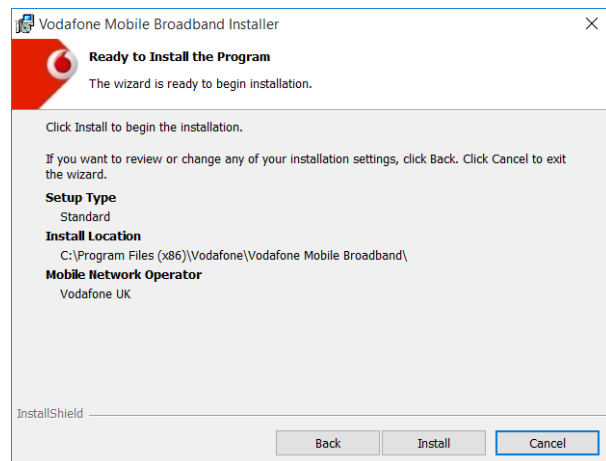 Vodafone Mobile Broadband Installer
Ready to Install the Program
The wizard is ready to begin installation.
Click Install to begin the installation.
If you want to review or change any of your installation settings, click Back. Click Cancel to exit
the wizard.
Setup Type
Standard
Install Location
C:\Program Files (x86)\Vodafone\Vodafone Mobile Broadband\
Mobile Network Operator
Vodafone UK
InstallShield
Back Install Cancel